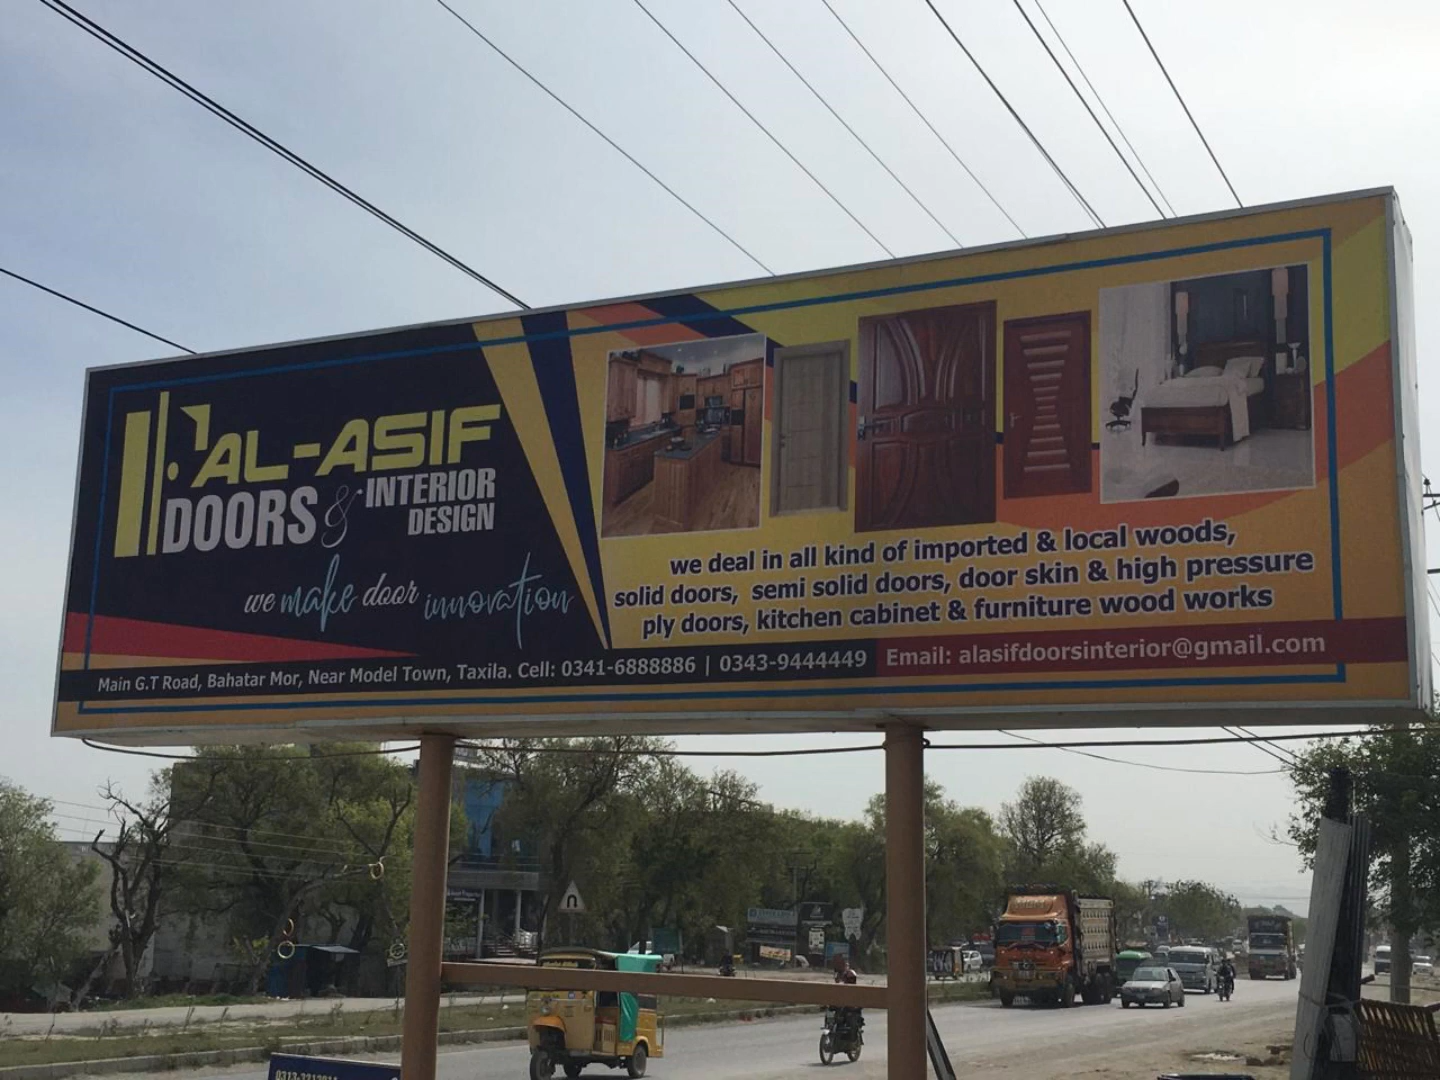 AL-ASIF
DOORS & INTERIOR DESIGN
we make door innovation
we deal in all kind of imported & local woods,
solid doors, semi solid doors, door skin & high pressure
ply doors, kitchen cabinet & furniture wood works
Main G.T Road, Bahatar Mor, Near Model Town, Taxila. Cell: 0341-6888886 | 0343-9444449 Email: alasifdoorsinterior@gmail.com